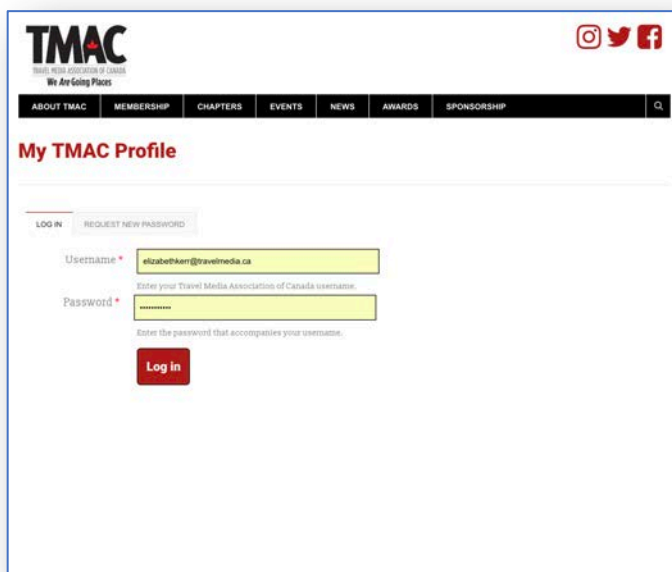 TMAC
TRAVEL MEDIA ASSOCIATION OF CANADA
We Are Going Places
ABOUT TMAC MEMBERSHIP CHAPTERS EVENTS NEWS AWARDS SPONSORSHIP
My TMAC Profile
LOG IN REQUEST NEW PASSWORD
Username * elizabethkerr@travelmedia.ca
Enter your Travel Media Association of Canada username.
Password * •••••••••••
Enter the password that accompanies your username.
Log in